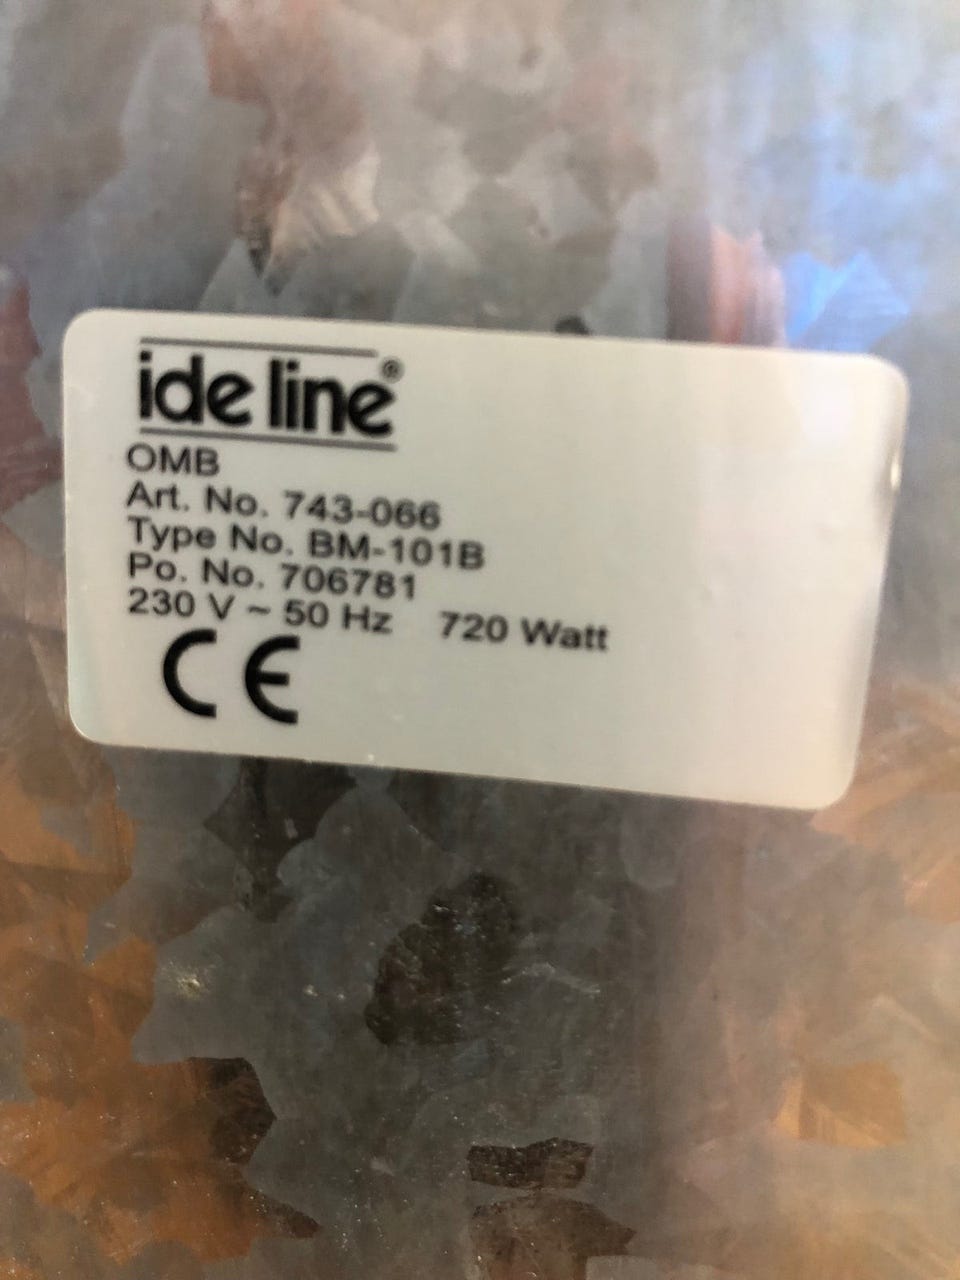 ide line®
OMB
Art. No. 743-066
Type No. BM-101B
Po. No. 706781
230 V ~ 50 Hz 720 Watt
CE